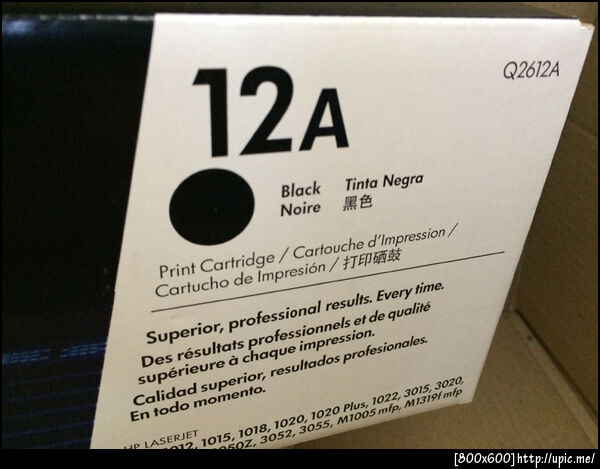 12A
Q2612A
Black Tinta Negra
Noire 黑色
Print Cartridge / Cartouche d'Impression /
Cartucho de Impresión / 打印硒鼓
Superior, professional results. Every time.
Des résultats professionnels et de qualité
supérieure à chaque impression.
Calidad superior, resultados profesionales.
En todo momento.
HP LASERJET
1012, 1015, 1018, 1020, 1020 Plus, 1022, 3015, 3020,
3052, 3055, M1005 mfp, M1319f mfp
[800x600]http://upic.me/